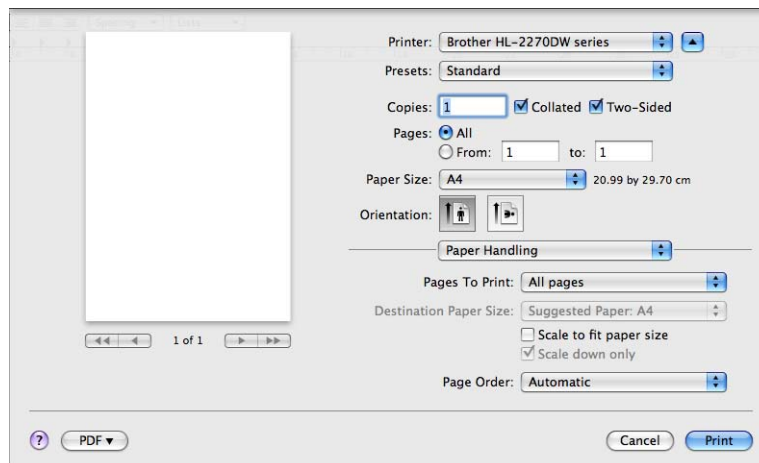 Spacing Lists
Printer: Brother HL-2270DW series
Presets: Standard
Copies: 1 Collated Two-Sided
Pages: All
From: 1 to: 1
Paper Size: A4 20.99 by 29.70 cm
Orientation:
Paper Handling
Pages To Print: All pages
Destination Paper Size: Suggested Paper: A4
Scale to fit paper size
1 of 1
Scale down only
Page Order: Automatic
? PDF Cancel Print